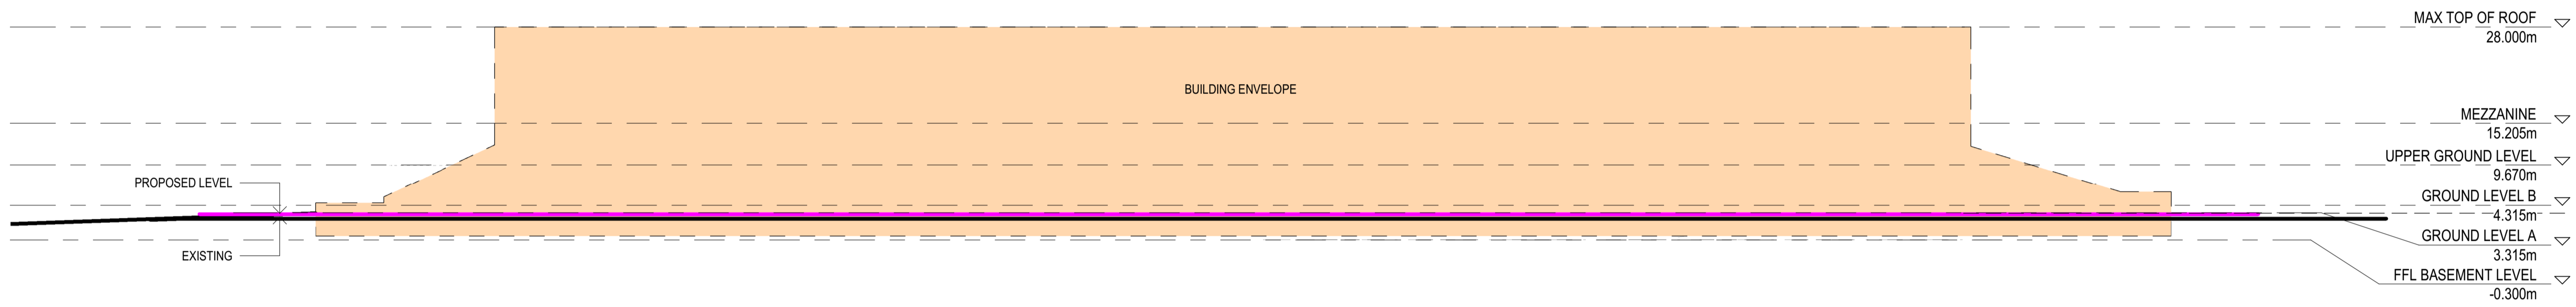 MAX TOP OF ROOF
28.000m
BUILDING ENVELOPE
MEZZANINE
15.205m
UPPER GROUND LEVEL
9.670m
PROPOSED LEVEL
GROUND LEVEL B
4.315m
GROUND LEVEL A
3.315m
EXISTING
FFL BASEMENT LEVEL
-0.300m